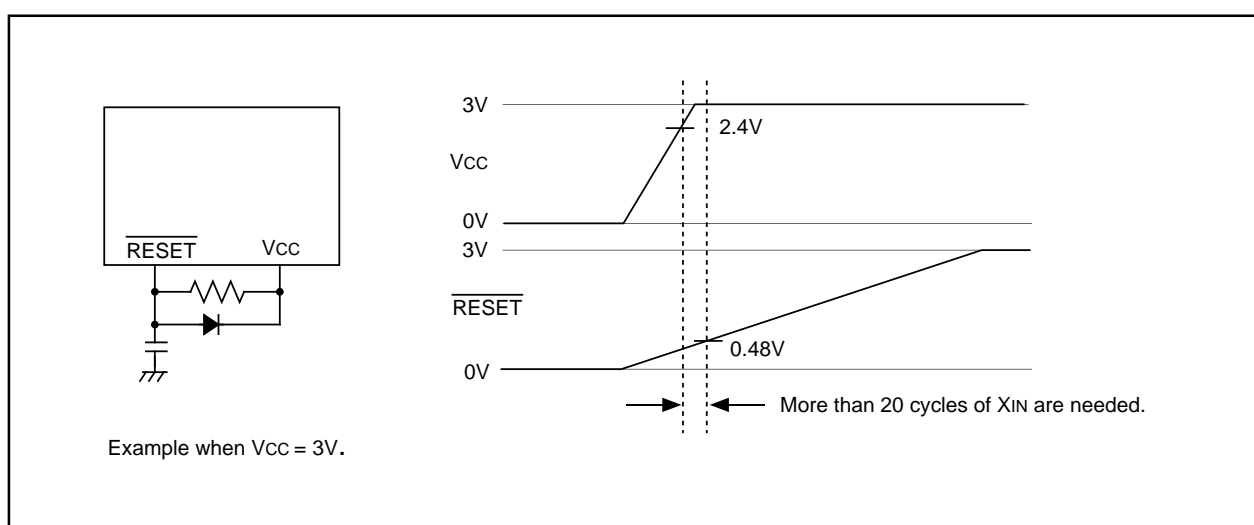 RESET
VCC
Example when VCC = 3V.
3V
2.4V
VCC
0V
3V
RESET
0.48V
0V
More than 20 cycles of XIN are needed.